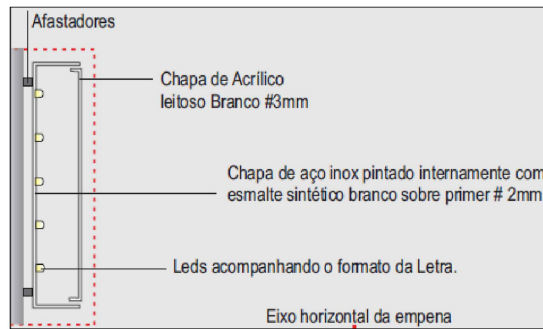 Afastadores
Chapa de Acrílico
leitoso Branco #3mm
Chapa de aço inox pintado internamente com
esmalte sintético branco sobre primer # 2mm
Leds acompanhando o formato da Letra.
Eixo horizontal da empena